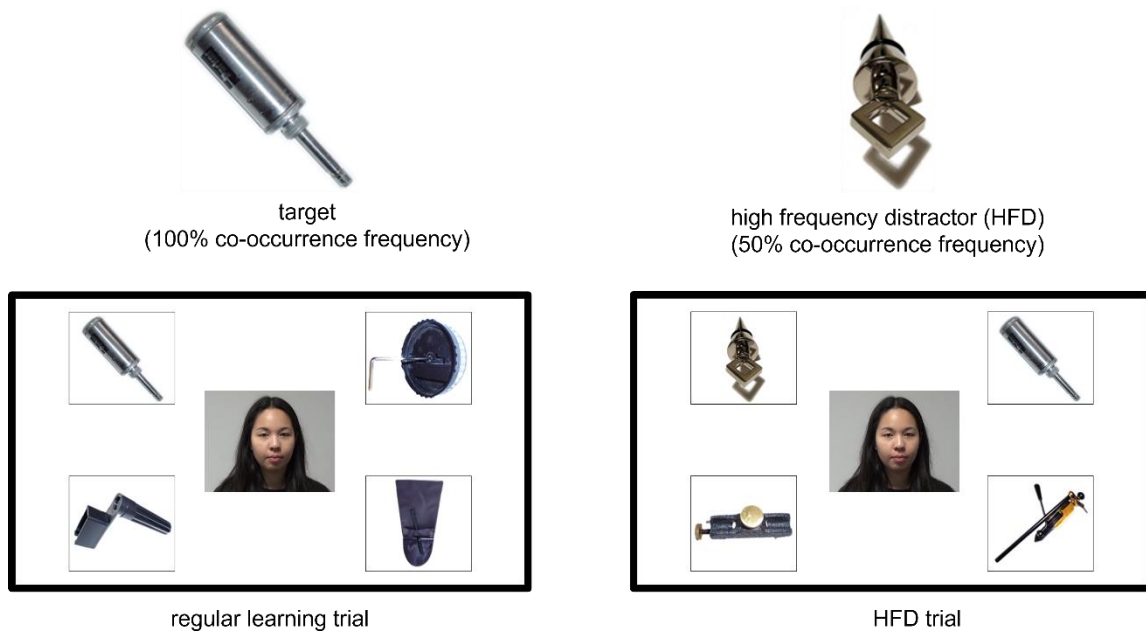 target
(100% co-occurrence frequency)
high frequency distractor (HFD)
(50% co-occurrence frequency)
regular learning trial
HFD trial